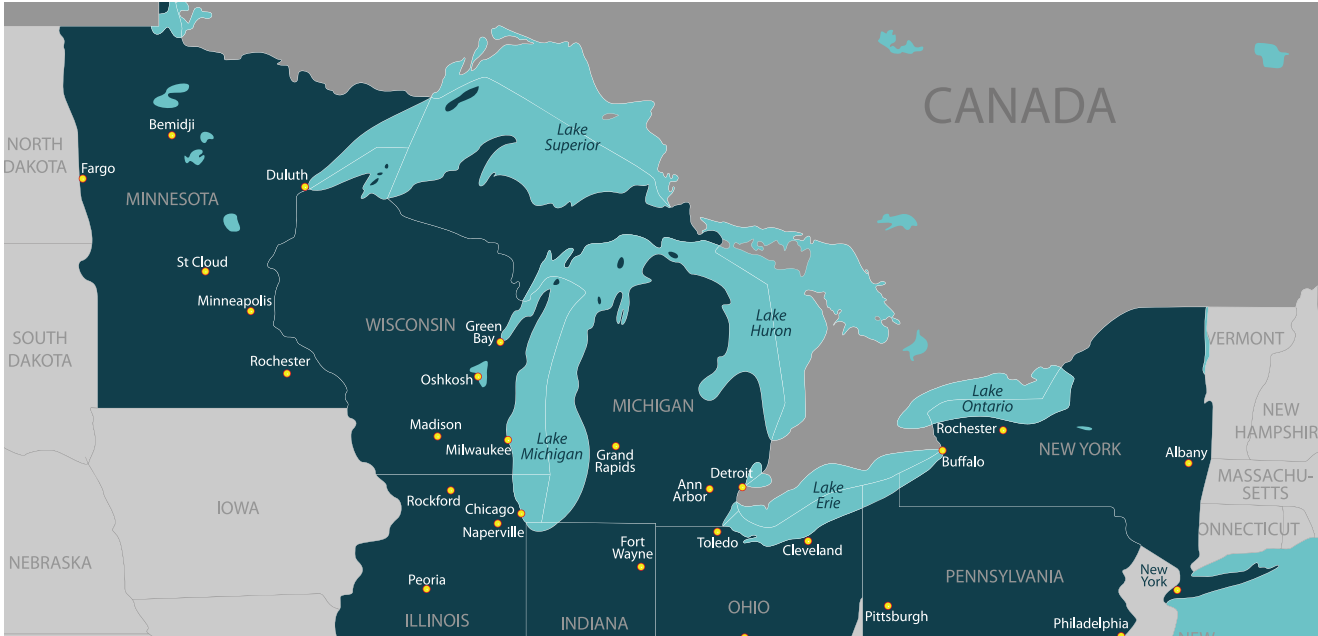 CANADA
Lake
Superior
Bemidji
NORTH
DAKOTA
Fargo
Duluth
MINNESOTA
St Cloud
Minneapolis
WISCONSIN
Green
Bay
Lake
Huron
SOUTH
DAKOTA
VERMONT
Rochester
Oshkosh
MICHIGAN
Lake
Ontario
NEW
HAMPSHIR
Madison
Milwaukee
Lake
Michigan
Grand
Rapids
Rochester
NEW YORK
Buffalo
Albany
Detroit
Ann
Arbor
Lake
Erie
MASSACHU-
SETTS
Rockford
Chicago
Naperville
IOWA
ONNECTICUT
Toledo
Cleveland
Fort
Wayne
NEBRASKA
Peoria
PENNSYLVANIA
New
York
ILLINOIS
INDIANA
OHIO
Pittsburgh
Philadelphia
NEW